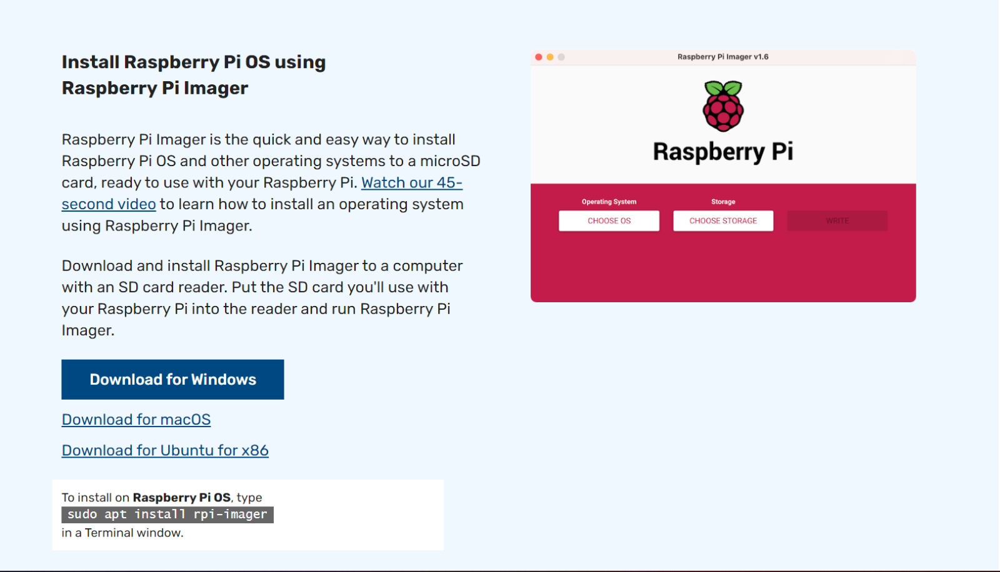 Install Raspberry Pi OS using
Raspberry Pi Imager
Raspberry Pi Imager is the quick and easy way to install
Raspberry Pi OS and other operating systems to a microSD
card, ready to use with your Raspberry Pi. Watch our 45-
second video to learn how to install an operating system
using Raspberry Pi Imager.
Download and install Raspberry Pi Imager to a computer
with an SD card reader. Put the SD card you'll use with
your Raspberry Pi into the reader and run Raspberry Pi
Imager.
Download for Windows
Download for macOS
Download for Ubuntu for x86
To install on Raspberry Pi OS, type
sudo apt install rpi-imager
in a Terminal window.
Raspberry Pi Imager v1.6
Raspberry Pi
Operating System
Storage
CHOOSE OS
CHOOSE STORAGE
WRITE